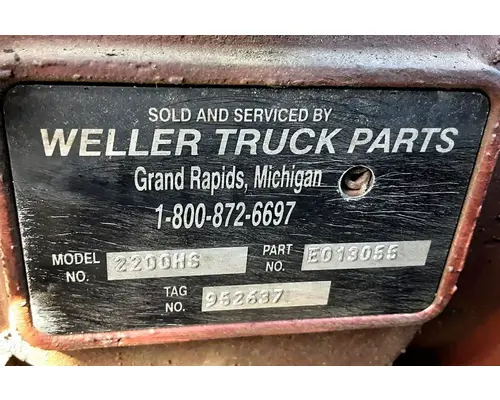 SOLD AND SERVICED BY
WELLER TRUCK PARTS
Grand Rapids, Michigan
1-800-872-6697
MODEL NO. 2200HS PART NO. E013055
TAG NO. 952637